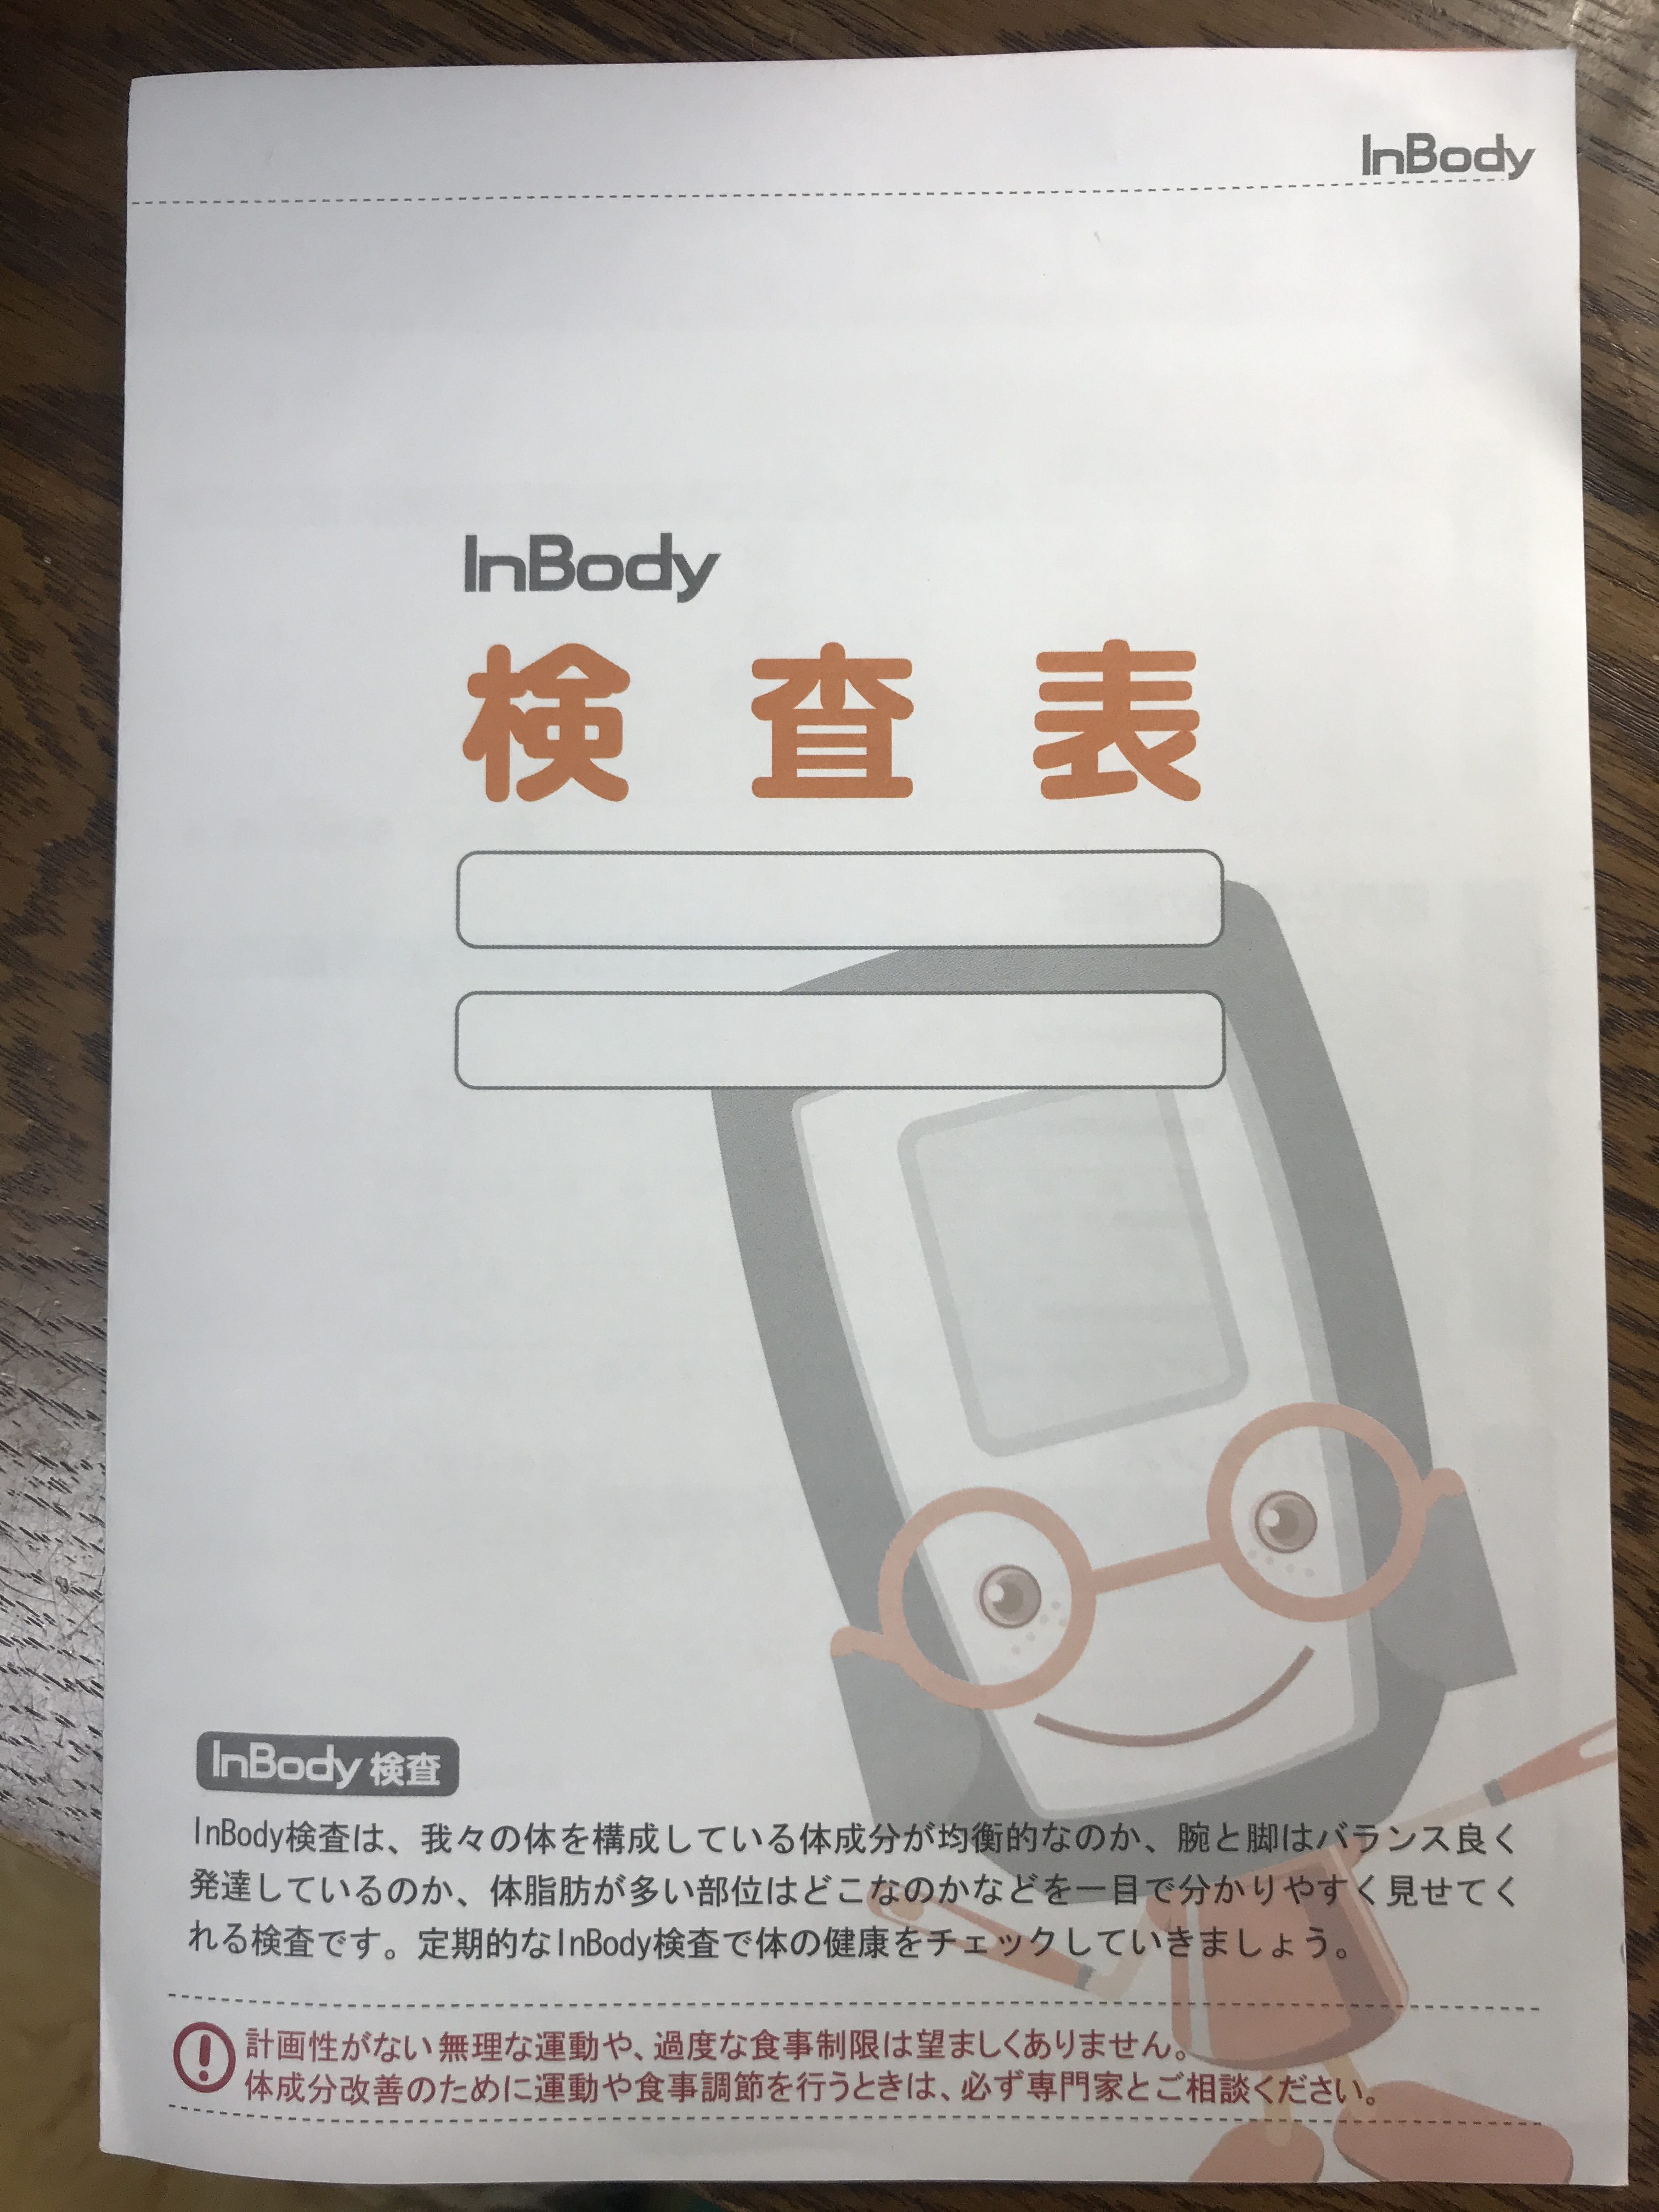 InBody
InBody
検査表
InBody 検査
InBody検査は、我々の体を構成している体成分が均衡的なのか、腕と脚はバランス良く
発達しているのか、体脂肪が多い部位はどこなのかなどを一目で分かりやすく見せてく
れる検査です。定期的なInBody検査で体の健康をチェックしていきましょう。
計画性がない無理な運動や、過度な食事制限は望ましくありません。
体成分改善のために運動や食事調節を行うときは、必ず専門家とご相談ください。